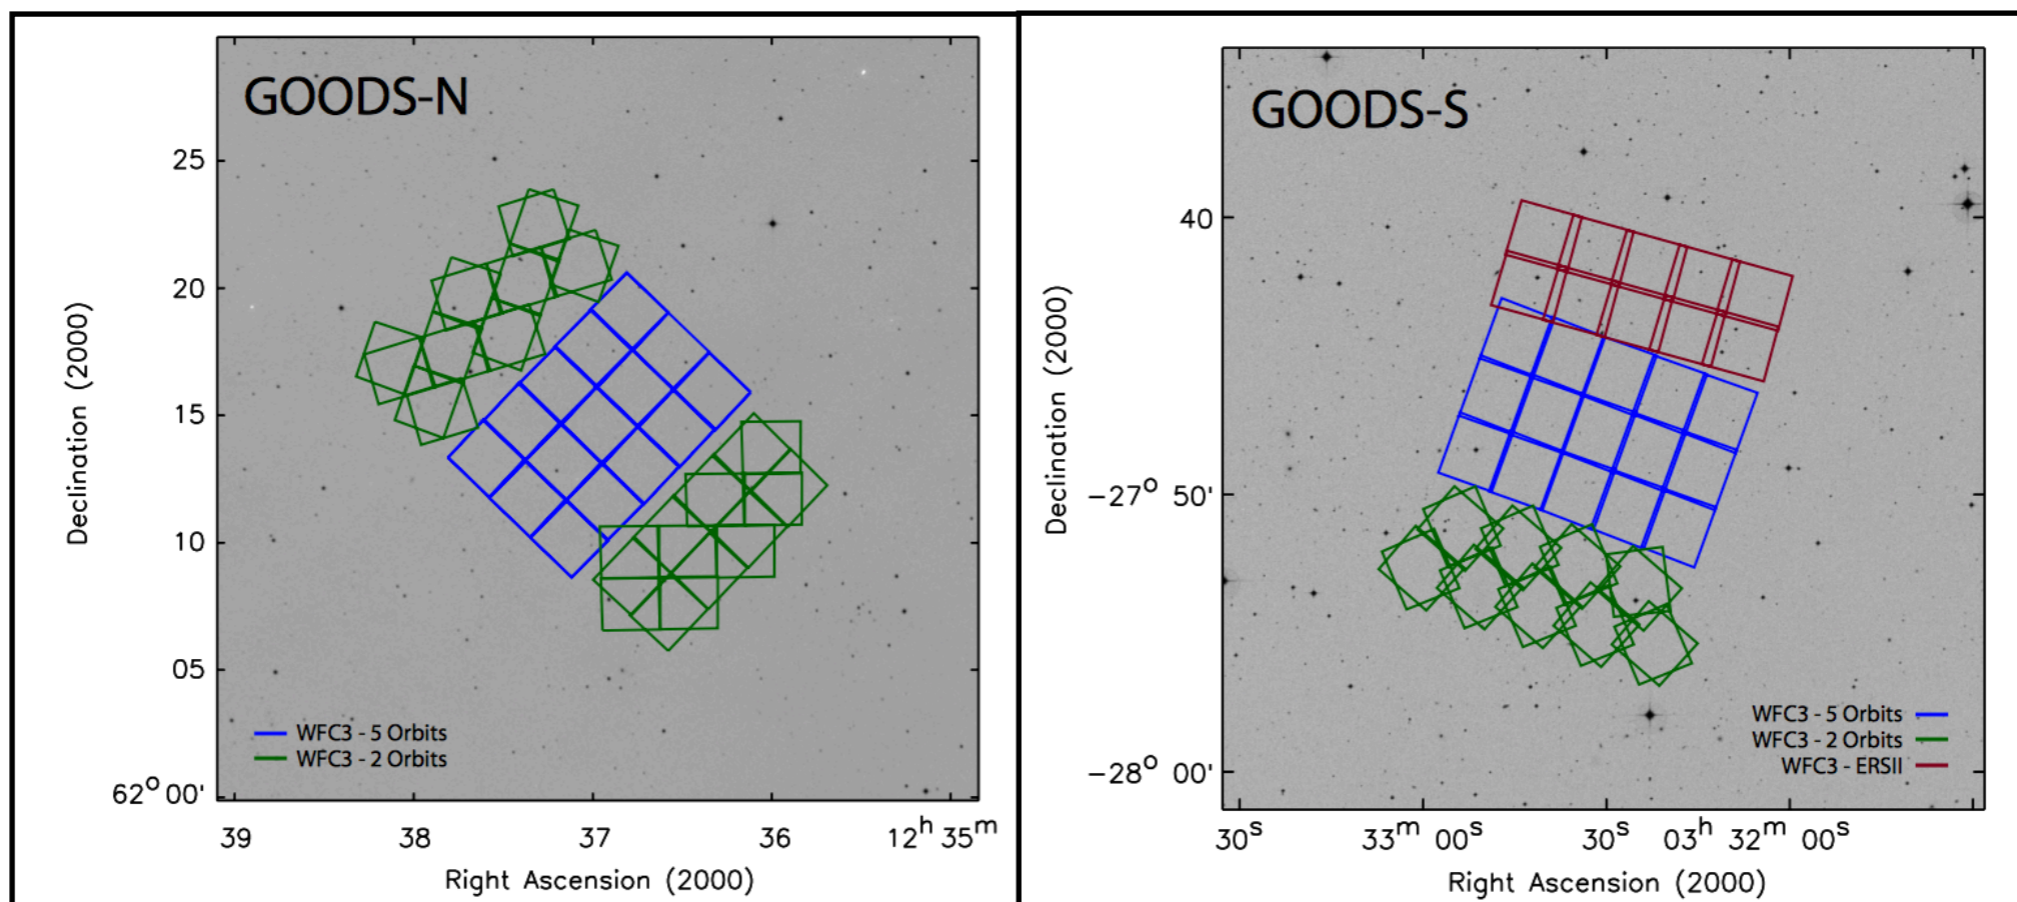 GOODS-N
25
20
15
10
05
62° 00'
Declination (2000)
WFC3 - 5 Orbits
WFC3 - 2 Orbits
39 38 37 36 12h 35m
Right Ascension (2000)
GOODS-S
40
-27° 50'
-28° 00'
Declination (2000)
WFC3 - 5 Orbits
WFC3 - 2 Orbits
WFC3 - ERSII
30s 33m 00s 30s 03h 32m 00s
Right Ascension (2000)